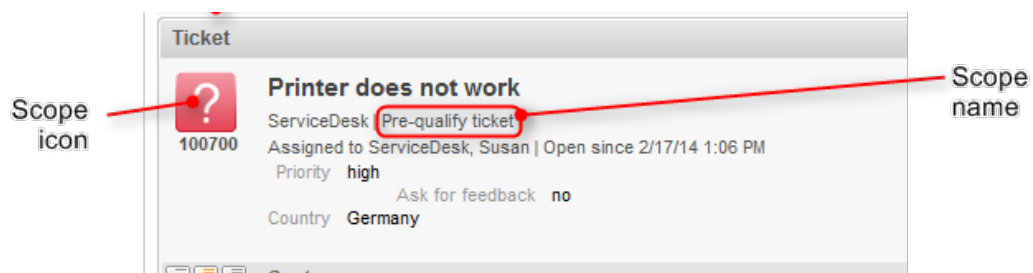 Ticket
Printer does not work
Scope
icon
?
100700
ServiceDesk | Pre-qualify ticket
Scope
name
Assigned to ServiceDesk, Susan | Open since 2/17/14 1:06 PM
Priority high
Ask for feedback no
Country Germany